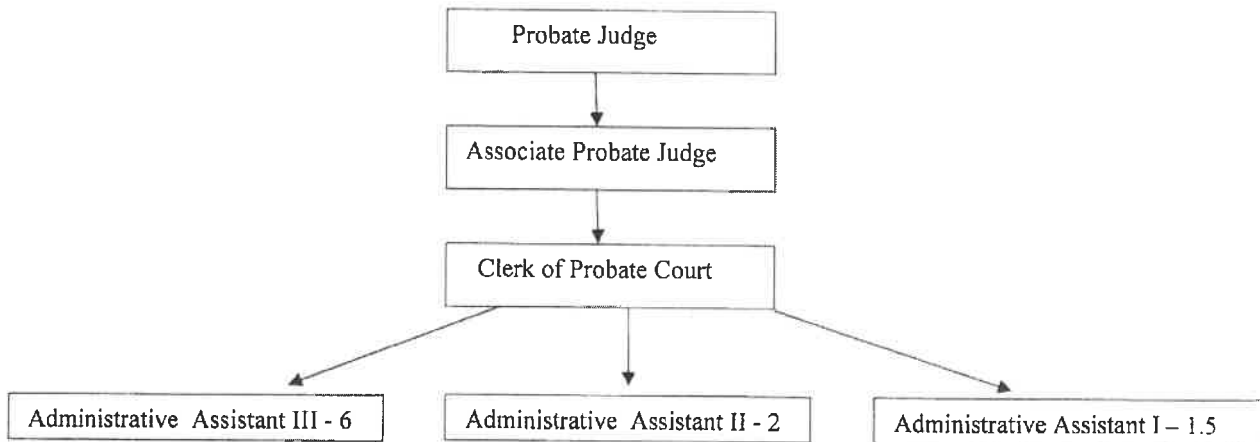 Probate Judge
Associate Probate Judge
Clerk of Probate Court
Administrative Assistant III - 6
Administrative Assistant II - 2
Administrative Assistant I – 1.5